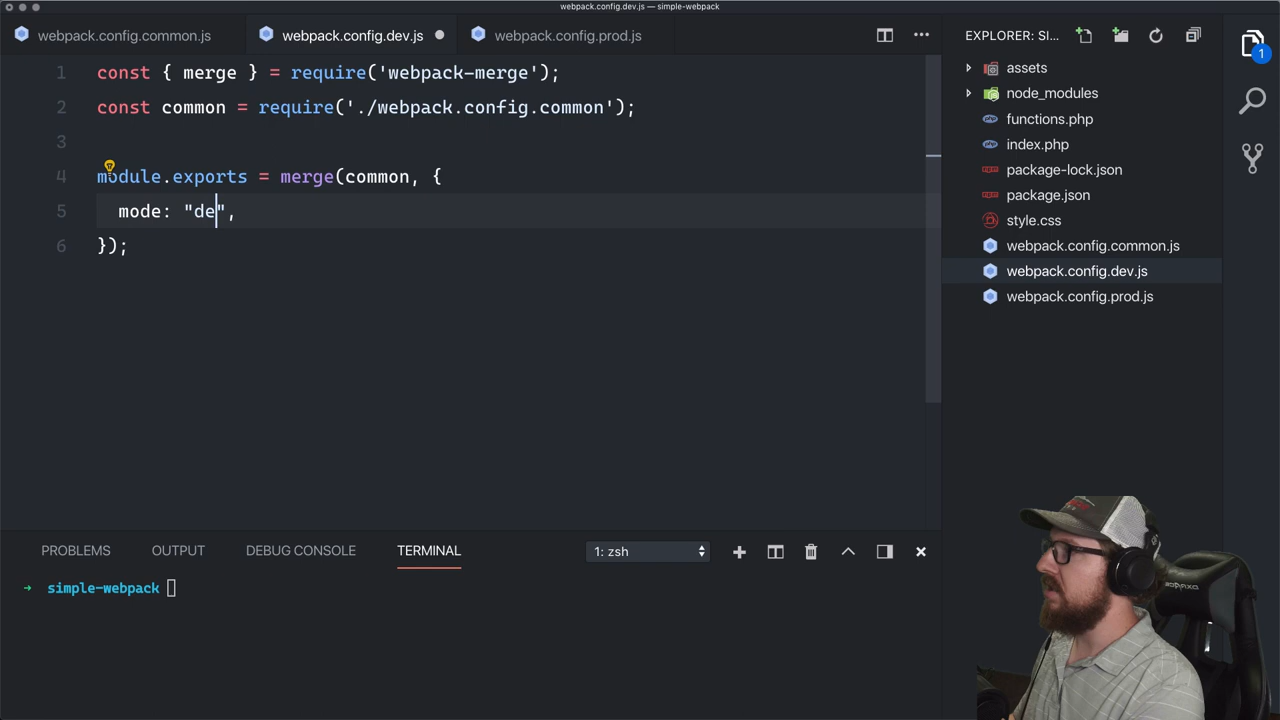 webpack.config.dev.js — simple-webpack
webpack.config.common.js
webpack.config.dev.js
webpack.config.prod.js
1 const { merge } = require('webpack-merge');
2 const common = require('./webpack.config.common');
3
4 module.exports = merge(common, {
5 mode: "de",
6 });
EXPLORER: SI...
1
assets
node_modules
functions.php
index.php
package-lock.json
package.json
style.css
webpack.config.common.js
webpack.config.dev.js
webpack.config.prod.js
PROBLEMS OUTPUT DEBUG CONSOLE TERMINAL 1: zsh
→ simple-webpack